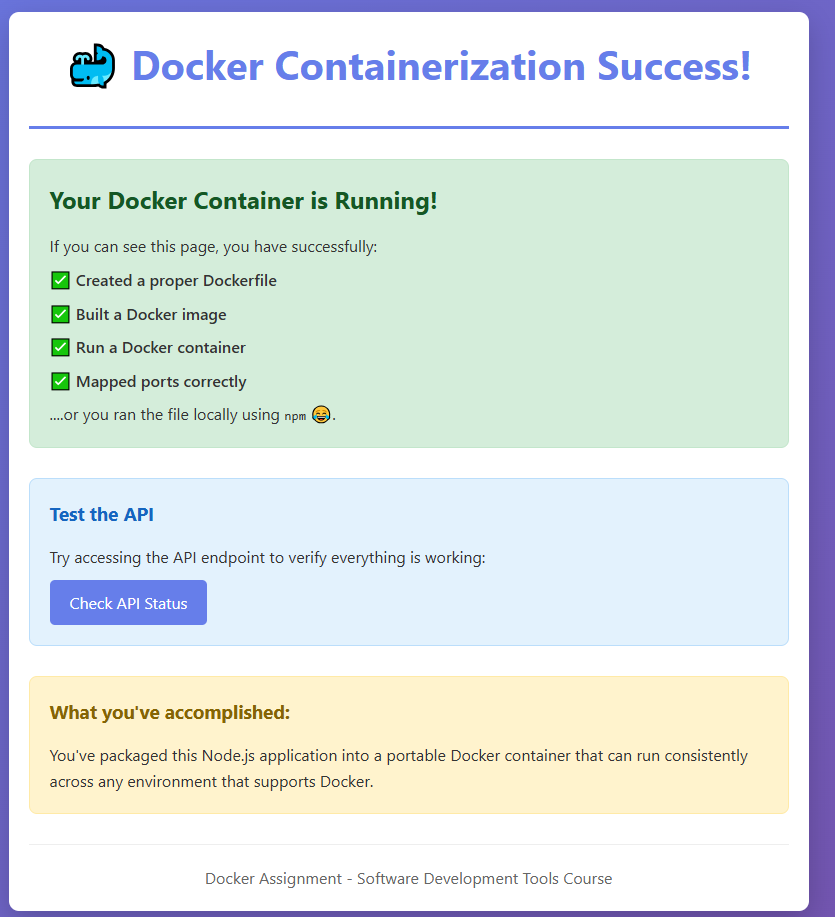 🐳 Docker Containerization Success!
Your Docker Container is Running!
If you can see this page, you have successfully:
✅ Created a proper Dockerfile
✅ Built a Docker image
✅ Run a Docker container
✅ Mapped ports correctly
....or you ran the file locally using npm 😂.
Test the API
Try accessing the API endpoint to verify everything is working:
Check API Status
What you've accomplished:
You've packaged this Node.js application into a portable Docker container that can run consistently
across any environment that supports Docker.
Docker Assignment - Software Development Tools Course